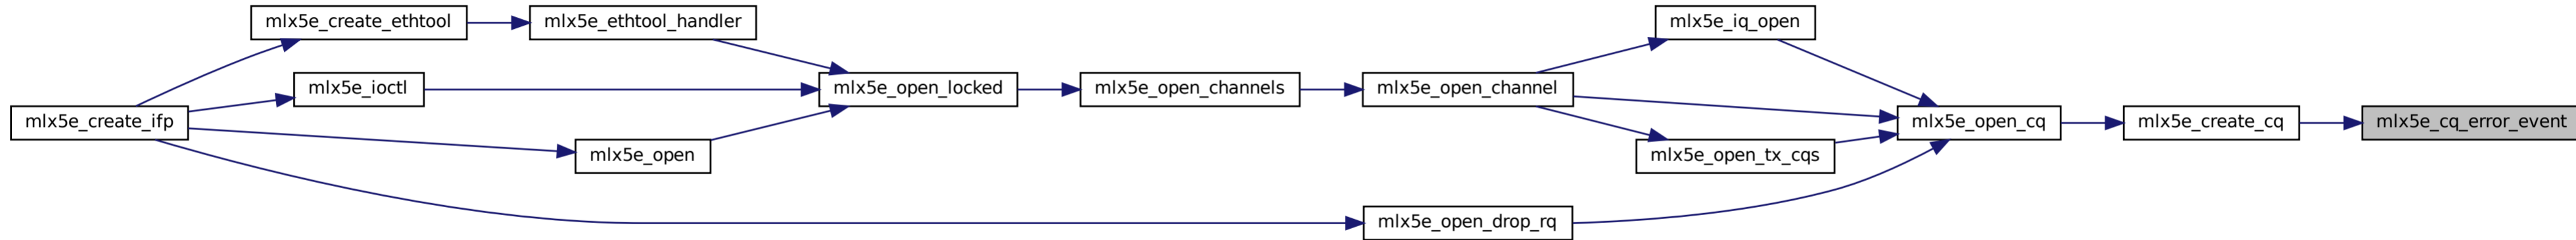 mlx5e_create_ifp
mlx5e_create_ethtool
mlx5e_ioctl
mlx5e_ethtool_handler
mlx5e_open
mlx5e_open_locked
mlx5e_open_channels
mlx5e_open_channel
mlx5e_open_drop_rq
mlx5e_iq_open
mlx5e_open_tx_cqs
mlx5e_open_cq
mlx5e_create_cq
mlx5e_cq_error_event